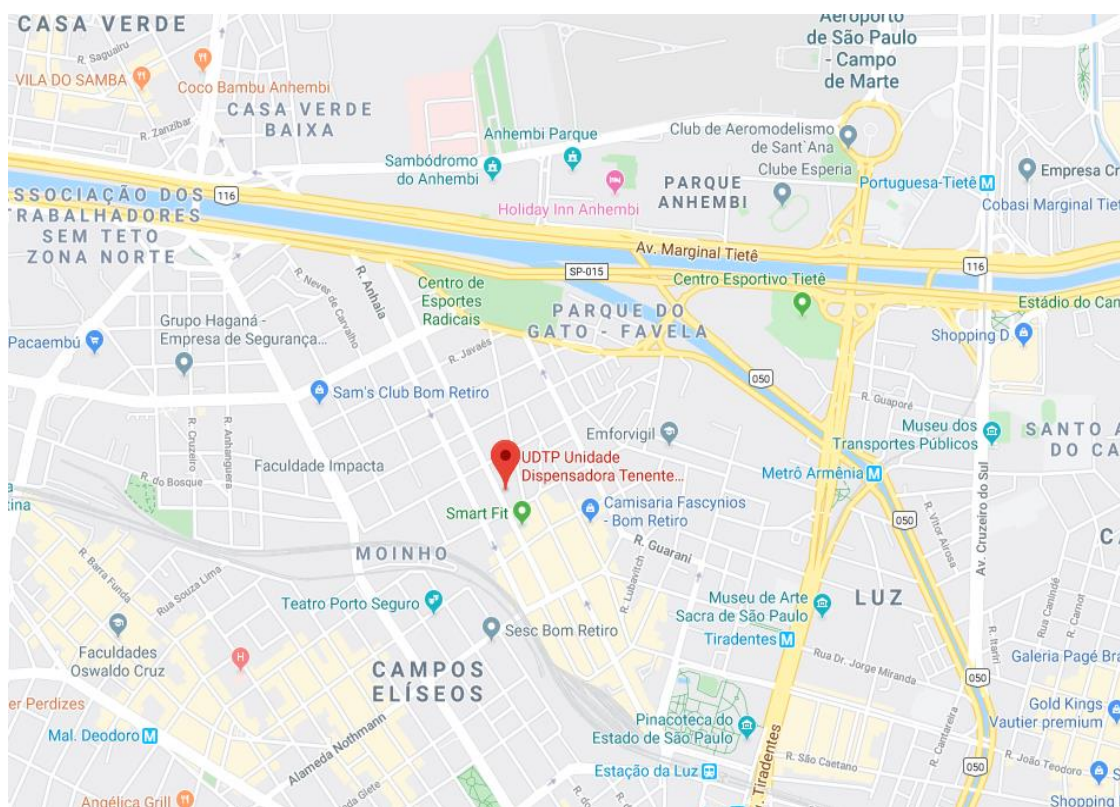 CASA VERDE
R. Saguairu
VILA DO SAMBA
Coco Bambu Anhembi
CASA VERDE
BAIXA
R. Zanzibar
Aeroporto
de São Paulo
- Campo
de Marte
Anhembi Parque
Sambódromo
do Anhembi
Club de Aeromodelismo
de Sant`Ana
Clube Esperia
Holiday Inn Anhembi
PARQUE
ANHEMBI
Portuguesa-Tietê
Empresa Cr
Cobasi Marginal Tiet
SSOCIAÇÃO DOS
TRABALHADORES
SEM TETO
ZONA NORTE
116
Av. Marginal Tietê
116
SP-015
R. Neves de Carvalho
R. Anhaia
Centro de
Esportes
Radicais
Centro Esportivo Tietê
PARQUE DO
GATO - FAVELA
Estádio do Can
Grupo Haganá -
Empresa de Segurança...
Pacaembú
R. Javaés
Shopping D
050
Sam's Club Bom Retiro
R. Guaporé
Museu dos
Transportes Públicos
SANTO A
DO CA
Emforvigil
R. Cruzeiro
R. Anhanguera
Faculdade Impacta
R. do Bosque
UDTP Unidade
Dispensadora Tenente...
Metrô Armênia
Smart Fit
Camisaria Fascynios
- Bom Retiro
tina
050
R. Vitor Airosa
Av. Cruzeiro do Sul
CA
MOINHO
R. Guarani
R. Barra Funda
Rua Souza Lima
R. Lubavitch
Teatro Porto Seguro
Museu de Arte
Sacra de São Paulo
LUZ
Rua Canindé
R. Carnot
Sesc Bom Retiro
Tiradentes
R. Itariri
Faculdades
Oswaldo Cruz
H
CAMPOS
ELÍSEOS
Rua Dr. Jorge Miranda
Galeria Pagé Bra
050
er Perdizes
Gold Kings
Vautier premium
Mal. Deodoro
Pinacoteca do
Estado de São Paulo
R. Cantareira
Alameda Nothmann
R. São Caetano
R. João Teodoro
050
Estação da Luz
. Tiradentes
Angélica Grill
Shopping